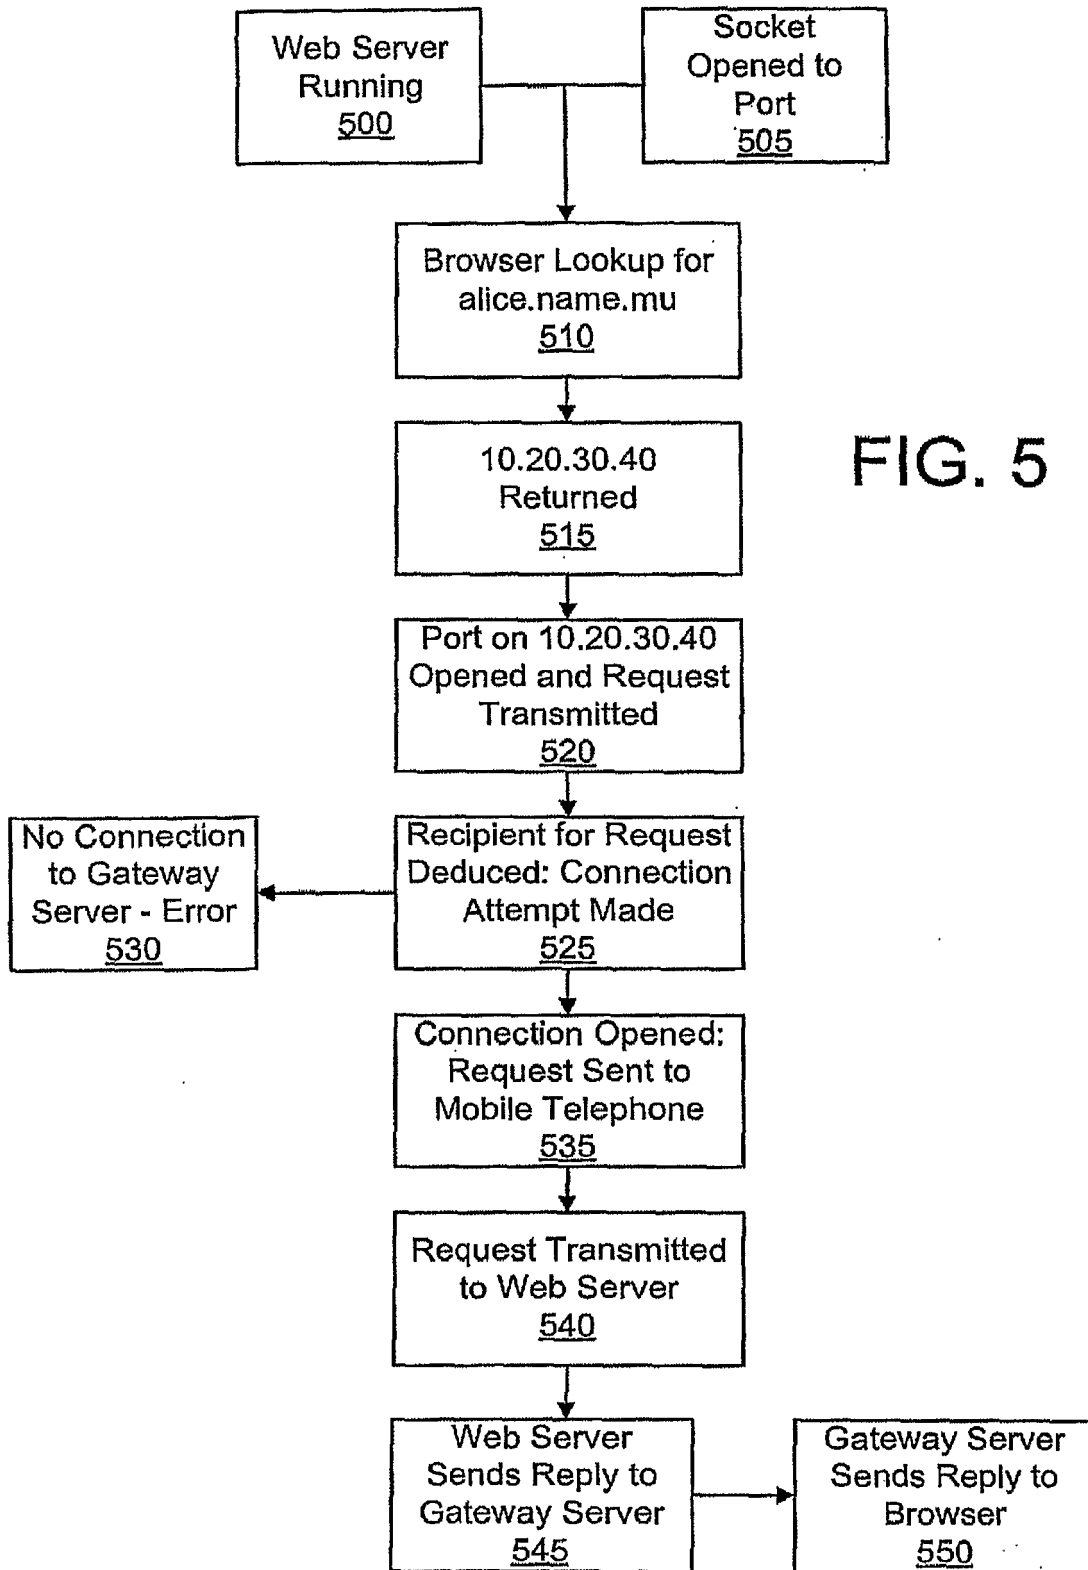 Web Server
Running
500
Socket
Opened to
Port
505
Browser Lookup for
alice.name.mu
510
10.20.30.40
Returned
515
FIG. 5
Port on 10.20.30.40
Opened and Request
Transmitted
520
No Connection
to Gateway
Server - Error
530
Recipient for Request
Deduced: Connection
Attempt Made
525
Connection Opened:
Request Sent to
Mobile Telephone
535
Request Transmitted
to Web Server
540
Web Server
Sends Reply to
Gateway Server
545
Gateway Server
Sends Reply to
Browser
550